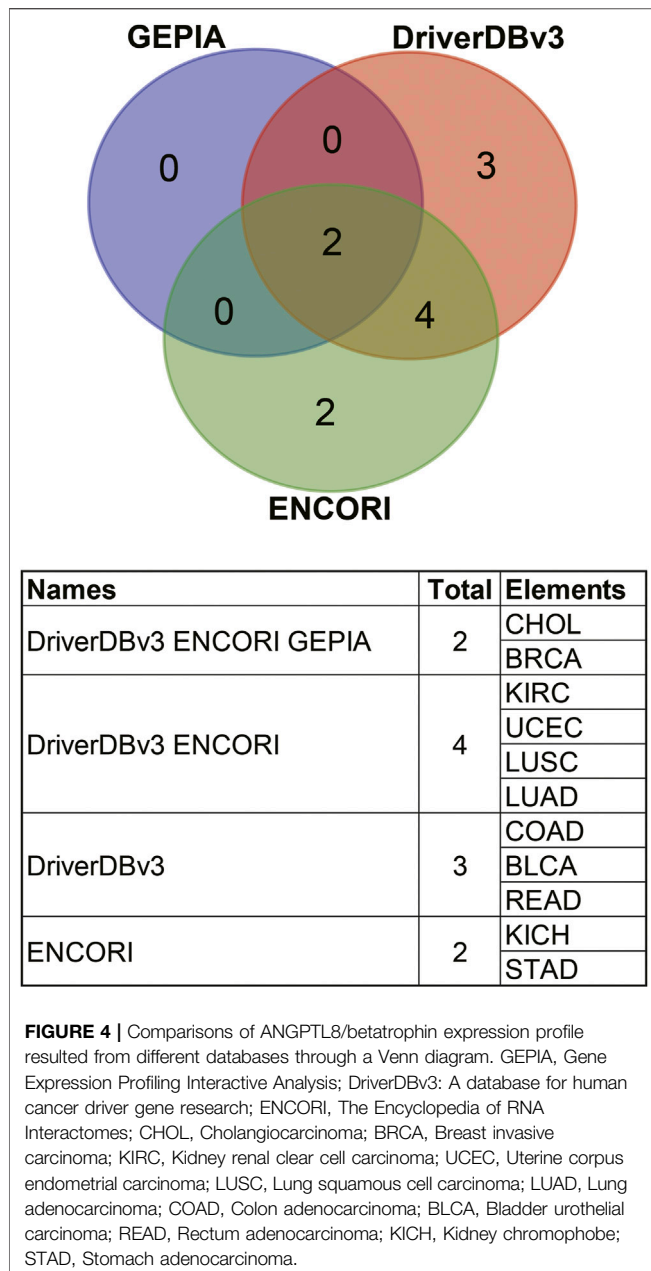 GEPIA DriverDBv3
0 0 3
2
0 4
2
ENCORI
Names Total Elements
DriverDBv3 ENCORI GEPIA 2 CHOL
BRCA
DriverDBv3 ENCORI 4 KIRC
UCEC
LUSC
LUAD
DriverDBv3 3 COAD
BLCA
READ
ENCORI 2 KICH
STAD
FIGURE 4 | Comparisons of ANGPTL8/betatrophin expression profile
resulted from different databases through a Venn diagram. GEPIA, Gene
Expression Profiling Interactive Analysis; DriverDBv3: A database for human
cancer driver gene research; ENCORI, The Encyclopedia of RNA
Interactomes; CHOL, Cholangiocarcinoma; BRCA, Breast invasive
carcinoma; KIRC, Kidney renal clear cell carcinoma; UCEC, Uterine corpus
endometrial carcinoma; LUSC, Lung squamous cell carcinoma; LUAD, Lung
adenocarcinoma; COAD, Colon adenocarcinoma; BLCA, Bladder urothelial
carcinoma; READ, Rectum adenocarcinoma; KICH, Kidney chromophobe;
STAD, Stomach adenocarcinoma.